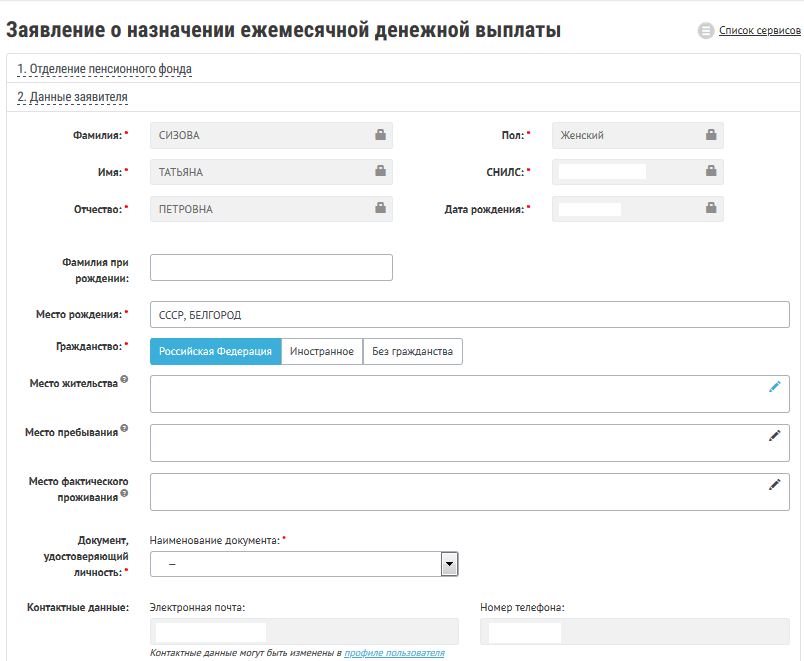 Заявление о назначении ежемесячной денежной выплаты
Список сервисов
1. Отделение пенсионного фонда
2. Данные заявителя
Фамилия: * СИЗОВА
Пол: * Женский
Имя: * ТАТЬЯНА
СНИЛС: *
Отчество: * ПЕТРОВНА
Дата рождения: *
Фамилия при
рождении:
Место рождения: * СССР, БЕЛГОРОД
Гражданство: * Российская Федерация Иностранное Без гражданства
Место жительства ?
Место пребывания ?
Место фактического
проживания ?
Документ,
удостоверяющий
личность: *
Наименование документа: *
—
Контактные данные:
Электронная почта:
Номер телефона:
Контактные данные могут быть изменены в профиле пользователя